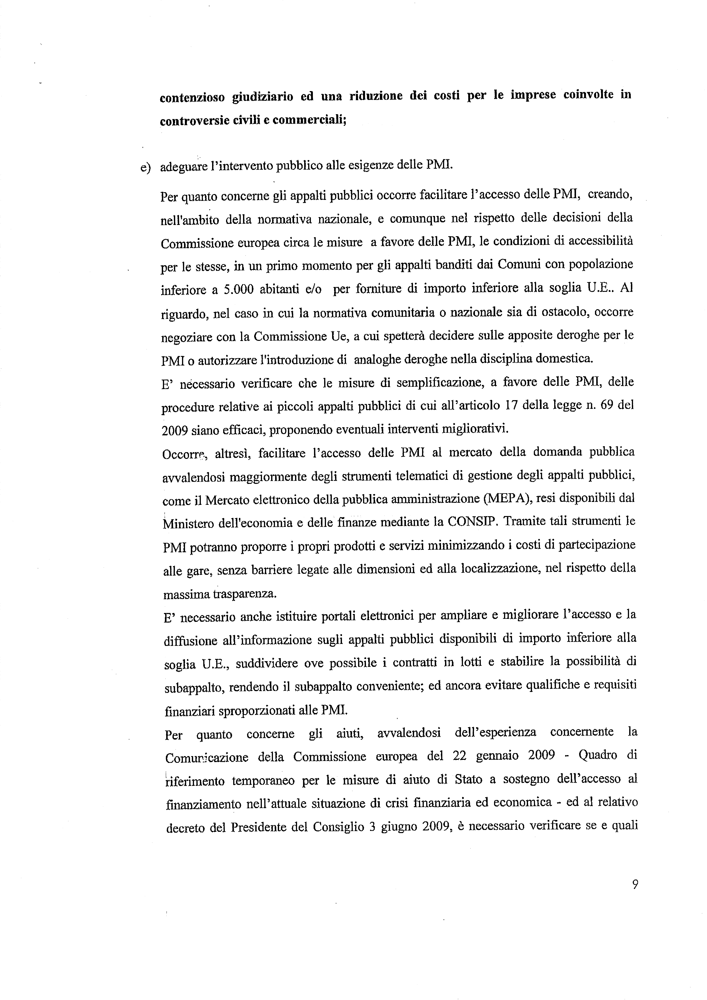 contenzioso giudiziario ed una riduzione dei costi per le imprese coinvolte in
controversie civili e commerciali;
e) adeguare l'intervento pubblico alle esigenze delle PMI.
Per quanto concerne gli appalti pubblici occorre facilitare l'accesso delle PMI, creando,
nell'ambito della normativa nazionale, e comunque nel rispetto delle decisioni della
Commissione europea circa le misure a favore delle PMI, le condizioni di accessibilità
per le stesse, in un primo momento per gli appalti banditi dai Comuni con popolazione
inferiore a 5.000 abitanti e/o per forniture di importo inferiore alla soglia U.E.. Al
riguardo, nel caso in cui la normativa comunitaria o nazionale sia di ostacolo, occorre
negoziare con la Commissione Ue, a cui spetterà decidere sulle apposite deroghe per le
PMI o autorizzare l'introduzione di analoghe deroghe nella disciplina domestica.
E' necessario verificare che le misure di semplificazione, a favore delle PMI, delle
procedure relative ai piccoli appalti pubblici di cui all'articolo 17 della legge n. 69 del
2009 siano efficaci, proponendo eventuali interventi migliorativi.
Occorre, altresì, facilitare l'accesso delle PMI al mercato della domanda pubblica
avvalendosi maggiormente degli strumenti telematici di gestione degli appalti pubblici,
come il Mercato elettronico della pubblica amministrazione (MEPA), resi disponibili dal
Ministero dell'economia e delle finanze mediante la CONSIP. Tramite tali strumenti le
PMI potranno proporre i propri prodotti e servizi minimizzando i costi di partecipazione
alle gare, senza barriere legate alle dimensioni ed alla localizzazione, nel rispetto della
massima trasparenza.
E' necessario anche istituire portali elettronici per ampliare e migliorare l'accesso e la
diffusione all'informazione sugli appalti pubblici disponibili di importo inferiore alla
soglia U.E., suddividere ove possibile i contratti in lotti e stabilire la possibilità di
subappalto, rendendo il subappalto conveniente; ed ancora evitare qualifiche e requisiti
finanziari sproporzionati alle PMI.
Per quanto concerne gli aiuti, avvalendosi dell'esperienza concernente la
Comunicazione della Commissione europea del 22 gennaio 2009 - Quadro di
riferimento temporaneo per le misure di aiuto di Stato a sostegno dell'accesso al
finanziamento nell'attuale situazione di crisi finanziaria ed economica - ed al relativo
decreto del Presidente del Consiglio 3 giugno 2009, è necessario verificare se e quali
9